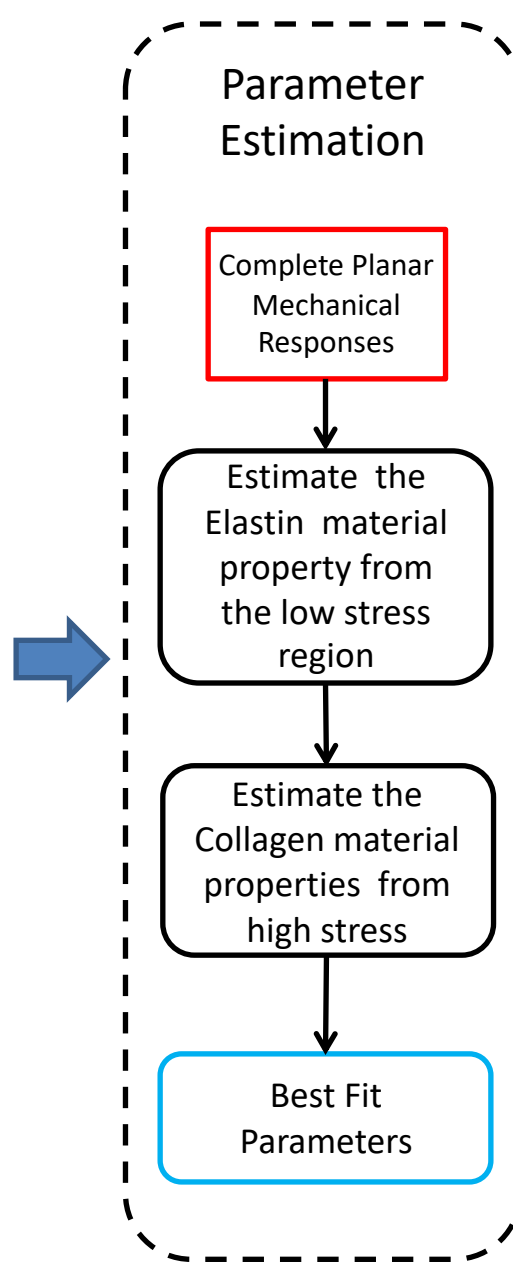 Parameter
Estimation
Complete Planar
Mechanical
Responses
Estimate the
Elastin material
property from
the low stress
region
Estimate the
Collagen material
properties from
high stress
Best Fit
Parameters